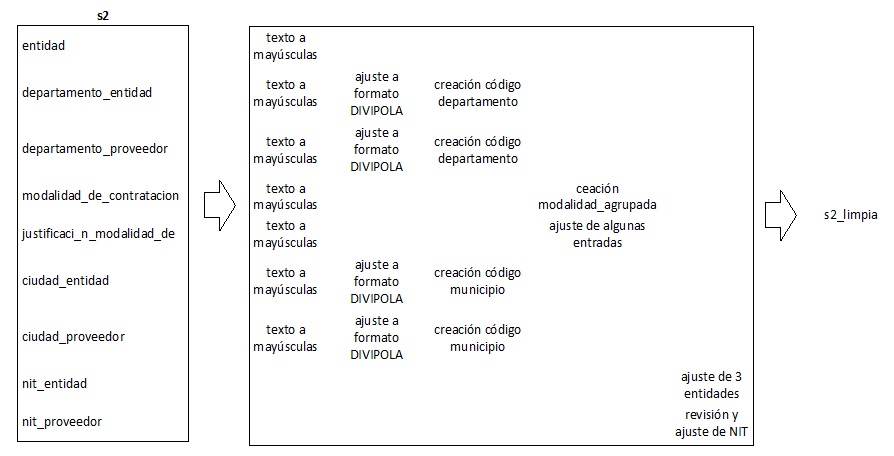 s2
entidad
texto a
mayúsculas
departamento_entidad
texto a
mayúsculas
ajuste a
formato
DIVIPOLA
creación código
departamento
departamento_proveedor
texto a
mayúsculas
ajuste a
formato
DIVIPOLA
creación código
departamento
modalidad_de_contratacion
texto a
mayúsculas
ceación
modalidad_agrupada
justificaci_n_modalidad_de
texto a
mayúsculas
ajuste de algunas
entradas
ciudad_entidad
texto a
mayúsculas
ajuste a
formato
DIVIPOLA
creación código
municipio
ciudad_proveedor
texto a
mayúsculas
ajuste a
formato
DIVIPOLA
creación código
municipio
nit_entidad
ajuste de 3
entidades
nit_proveedor
revisión y
ajuste de NIT
s2_limpia